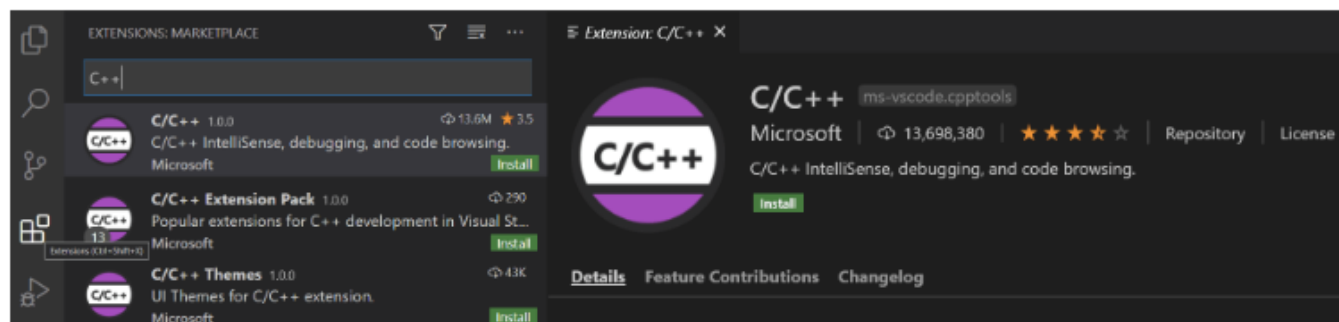 EXTENSIONS: MARKETPLACE
C++
C/C++
C/C++ 1.0.0 13.6M 3.5
C/C++ IntelliSense, debugging, and code browsing.
Microsoft Install
C/C++
C/C++ Extension Pack 1.0.0 290
Popular extensions for C++ development in Visual St...
Microsoft Install
13
Extensions (Ctrl+Shift+X)
C/C++
C/C++ Themes 1.0.0 43K
UI Themes for C/C++ extension.
Microsoft Install
Extension: C/C++
C/C++
C/C++ ms-vscode.cpptools
Microsoft 13,698,380 Repository License
C/C++ IntelliSense, debugging, and code browsing.
Install
Details Feature Contributions Changelog